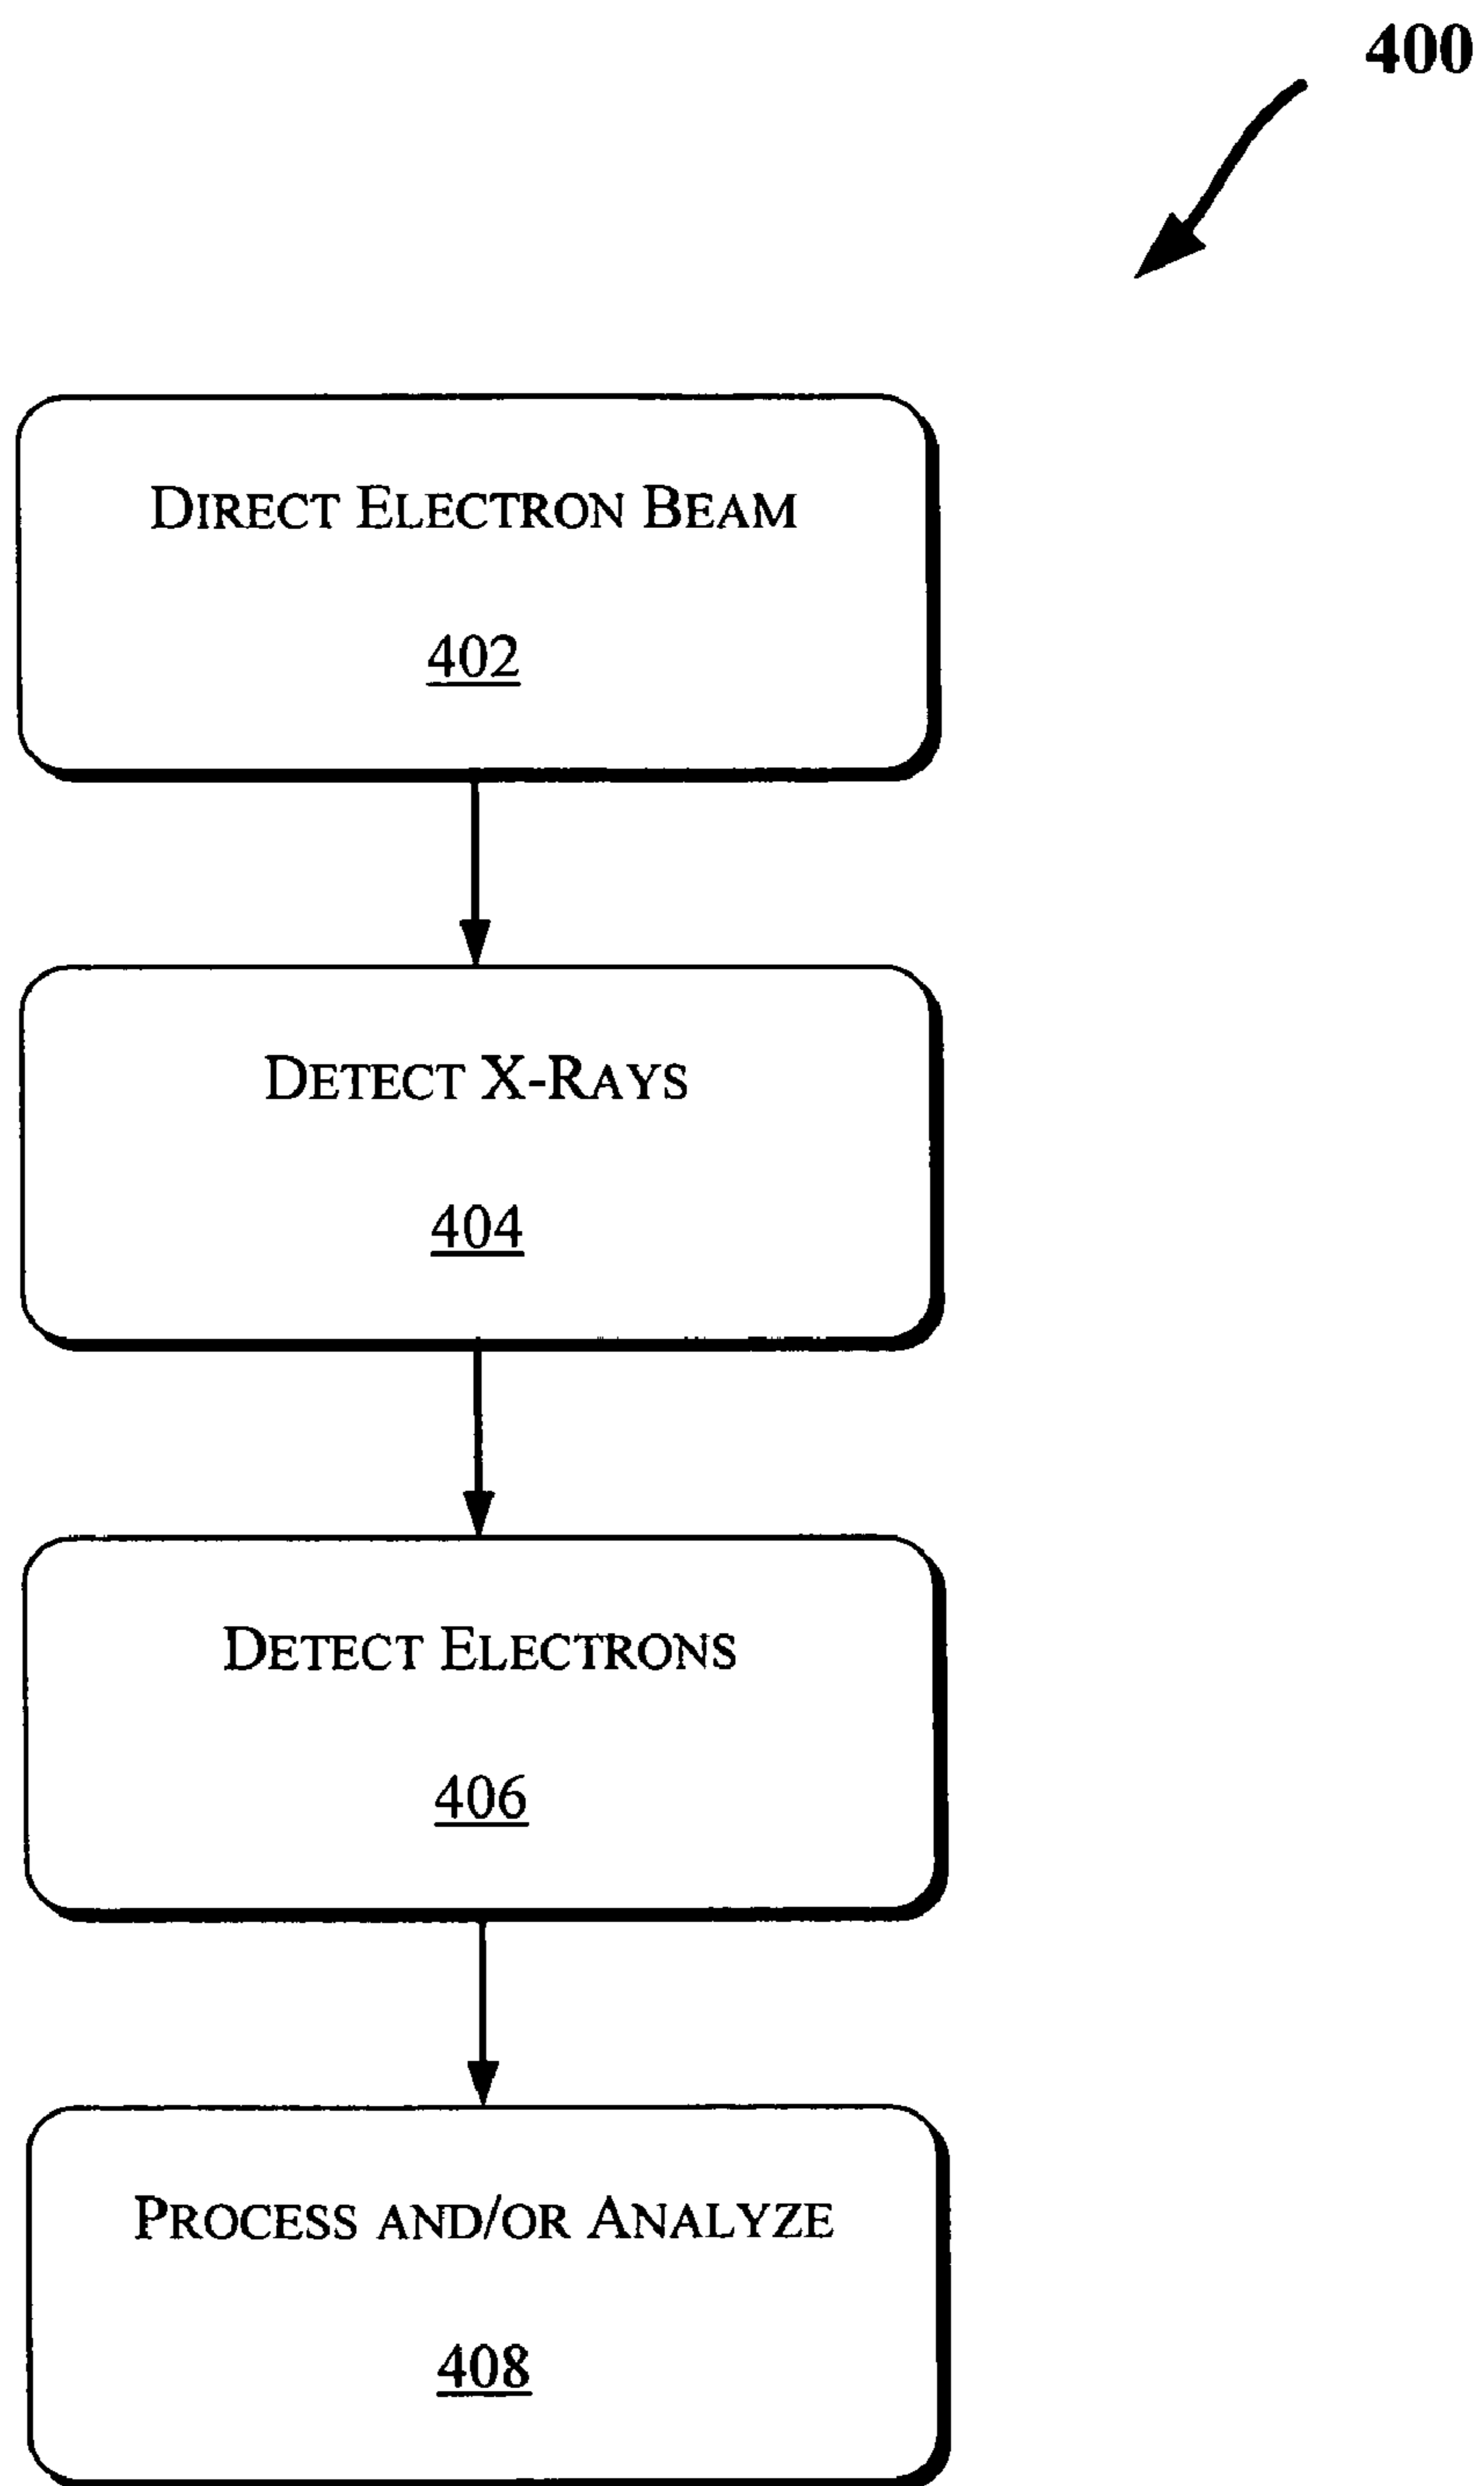 400
DIRECT ELECTRON BEAM
402
DETECT X-RAYS
404
DETECT ELECTRONS
406
PROCESS AND/OR ANALYZE
408